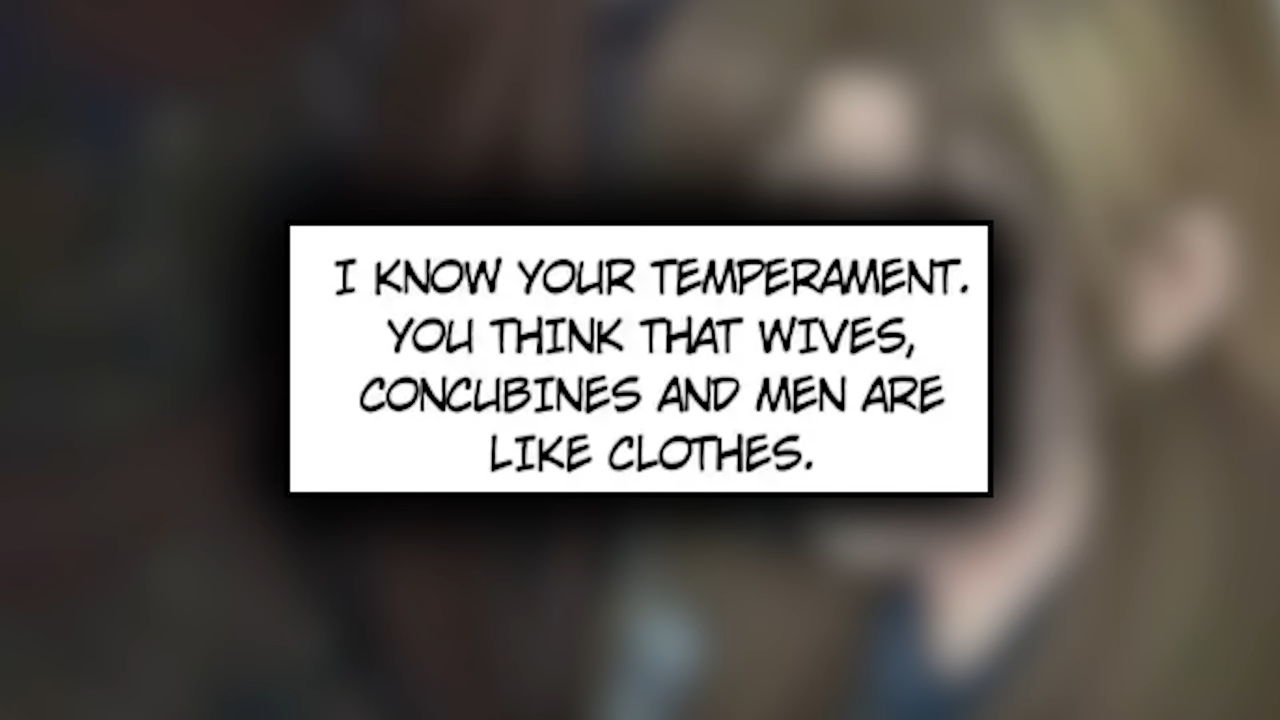 I KNOW YOUR TEMPERAMENT.
YOU THINK THAT WIVES,
CONCUBINES AND MEN ARE
LIKE CLOTHES.